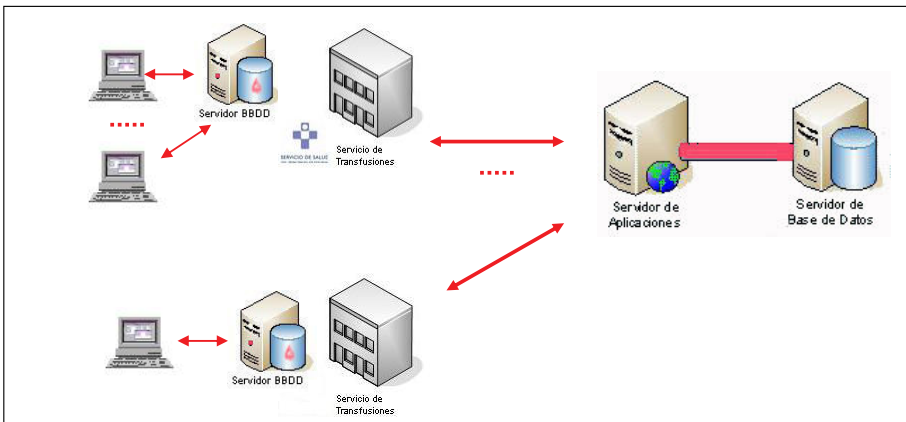 Servidor BBDD
SERVICIO DE SALUD
Servicio de
Transfusiones
Servidor de
Aplicaciones
Servidor de
Base de Datos
Servidor BBDD
Servicio de
Transfusiones